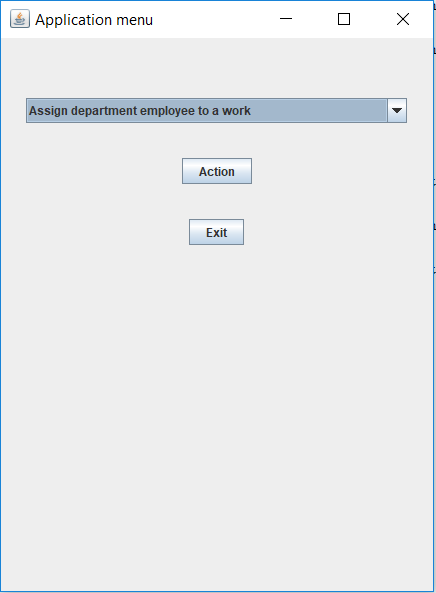 Application menu
Assign department employee to a work
Action
Exit